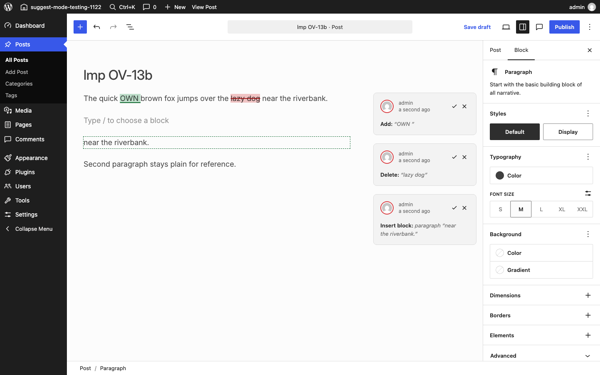 suggest-mode-testing-1122 Ctrl+K 0 New View Post admin
Dashboard
Posts
All Posts
Add Post
Categories
Tags
Media
Pages
Comments
Appearance
Plugins
Users
Tools
Settings
Collapse Menu
Imp OV-13b · Post
Save draft
Publish
Imp OV-13b
The quick OWN brown fox jumps over the lazy dog near the riverbank.
Type / to choose a block
near the riverbank.
Second paragraph stays plain for reference.
admin
a second ago
Add: “OWN ”
admin
a second ago
Delete: “lazy dog”
admin
a second ago
Insert block: paragraph “near
the riverbank.”
Post Block
Paragraph
Start with the basic building block of
all narrative.
Styles
Default Display
Typography
Color
FONT SIZE
S M L XL XXL
Background
Color
Gradient
Dimensions
Borders
Elements
Advanced
Post / Paragraph